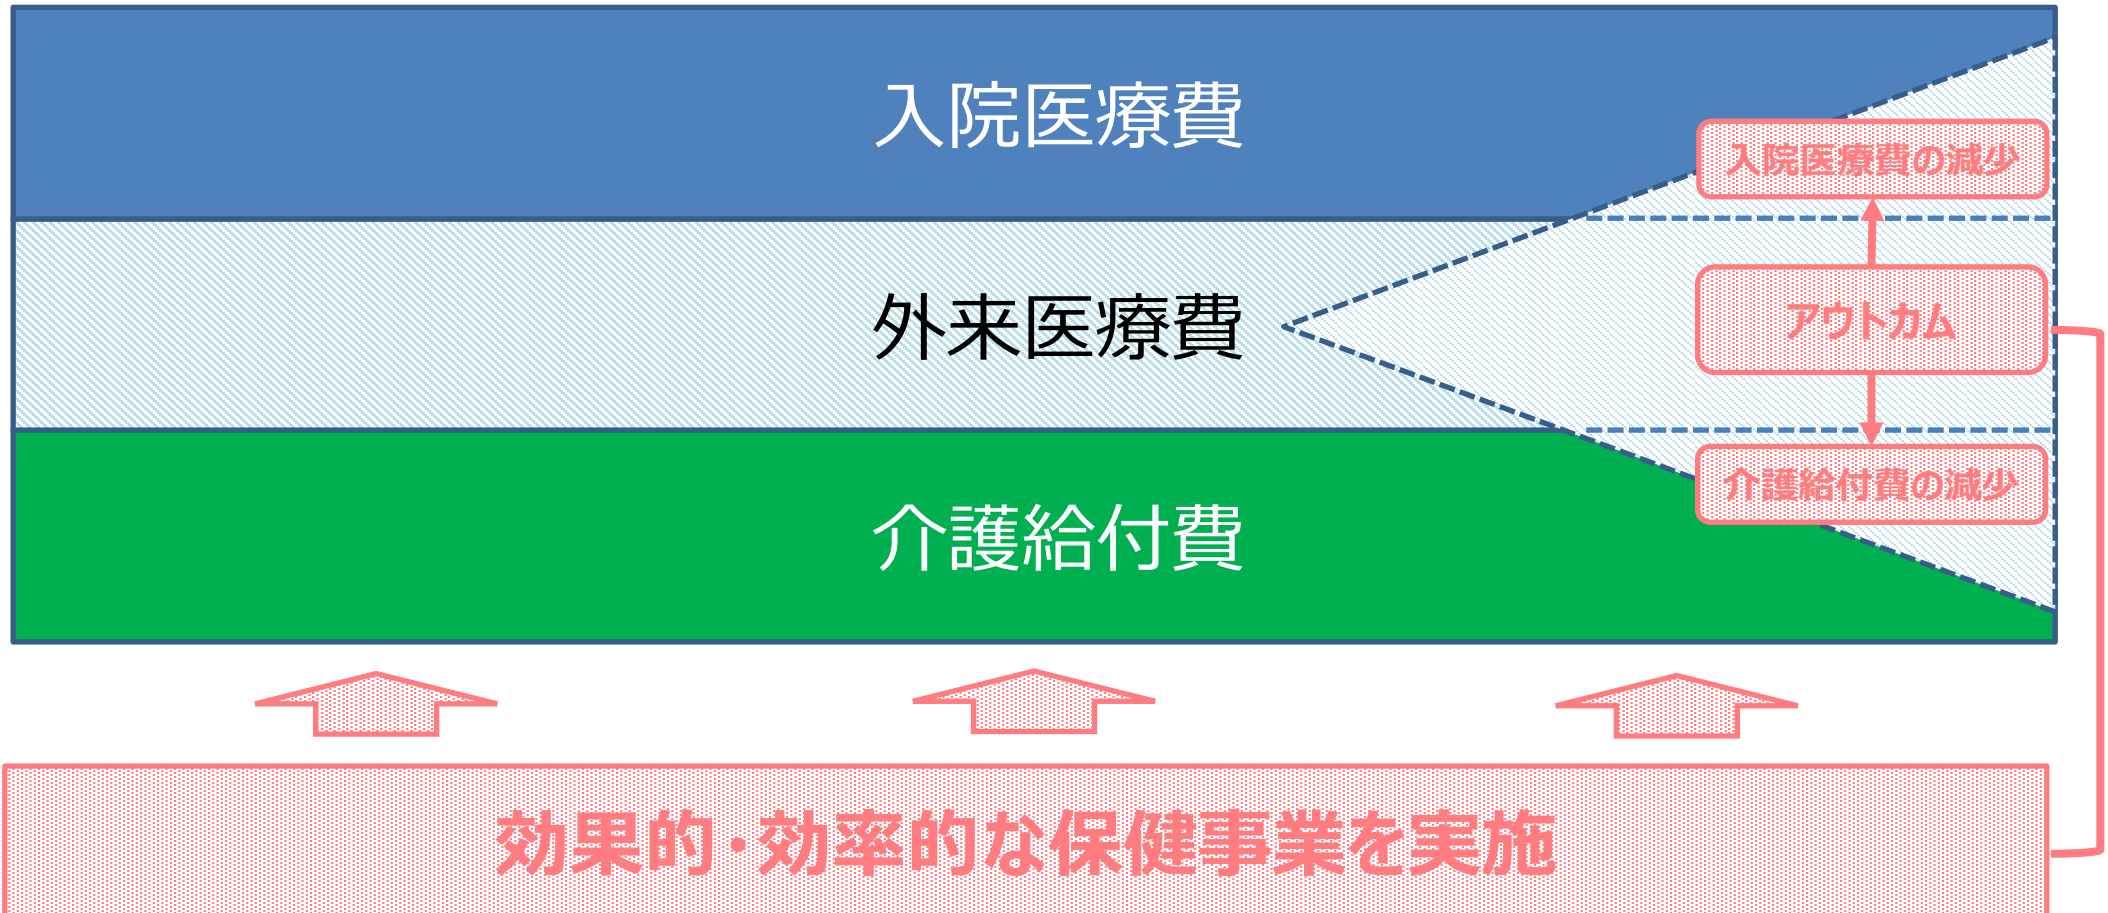 入院医療費
入院医療費の減少
外来医療費
アウトカム
介護給付費
介護給付費の減少
効果的・効率的な保健事業を実施